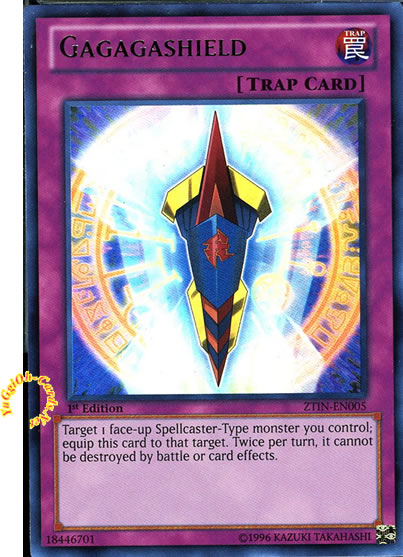 GAGAGASHIELD
TRAP
罠
[TRAP CARD]
1st Edition
ZTIN-EN005
Target 1 face-up Spellcaster-Type monster you control;
equip this card to that target. Twice per turn, it cannot
be destroyed by battle or card effects.
18446701
©1996 KAZUKI TAKAHASHI
YuGgiOh-Cards.Net